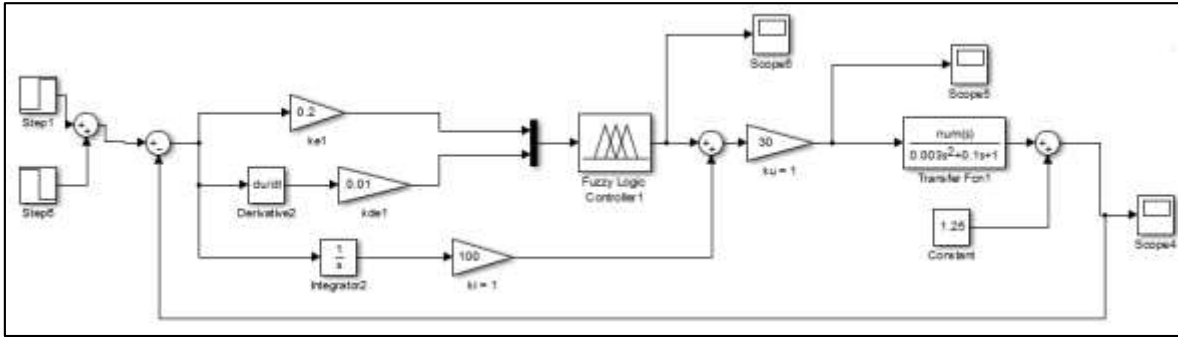 Scope6
Scope5
Step1
0.2
ke1
Fuzzy Logic
Controller1
30
ku = 1
num(s)
0.003s²+0.1s+1
Transfer Fcn1
Step6
du/dt
Derivative2
0.01
kde1
1.25
Constant
Scope4
1
s
Integrator2
100
ki = 1